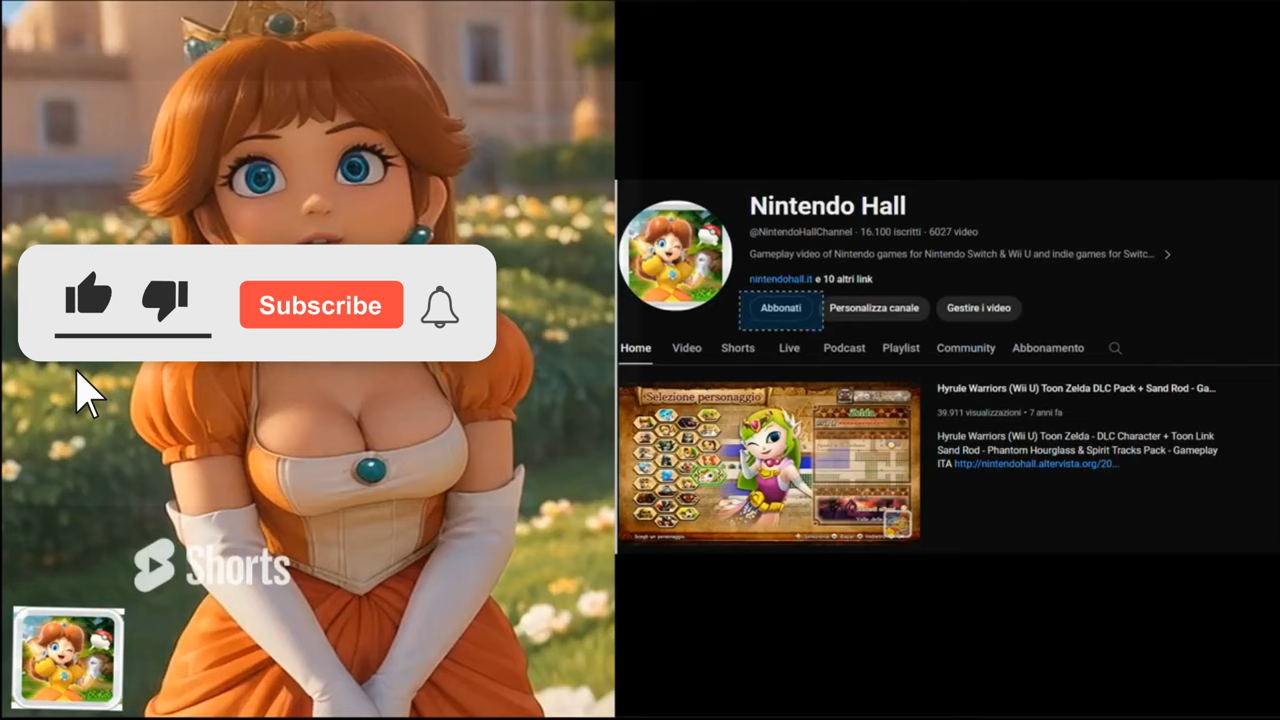 Subscribe
Shorts
Nintendo Hall
@NintendoHallChannel · 16.100 iscritti · 6027 video
Gameplay video of Nintendo games for Nintendo Switch & Wii U and indie games for Switc...
nintendohall.it e 10 altri link
Abbonati
Personalizza canale
Gestire i video
Home
Video
Shorts
Live
Podcast
Playlist
Community
Abbonamento
Selezione personaggio
Zelda
Hyrule Warriors (Wii U) Toon Zelda DLC Pack + Sand Rod - Ga...
39.911 visualizzazioni • 7 anni fa
Hyrule Warriors (Wii U) Toon Zelda - DLC Character + Toon Link
Sand Rod - Phantom Hourglass & Spirit Tracks Pack - Gameplay
ITA http://nintendohall.altervista.org/20...